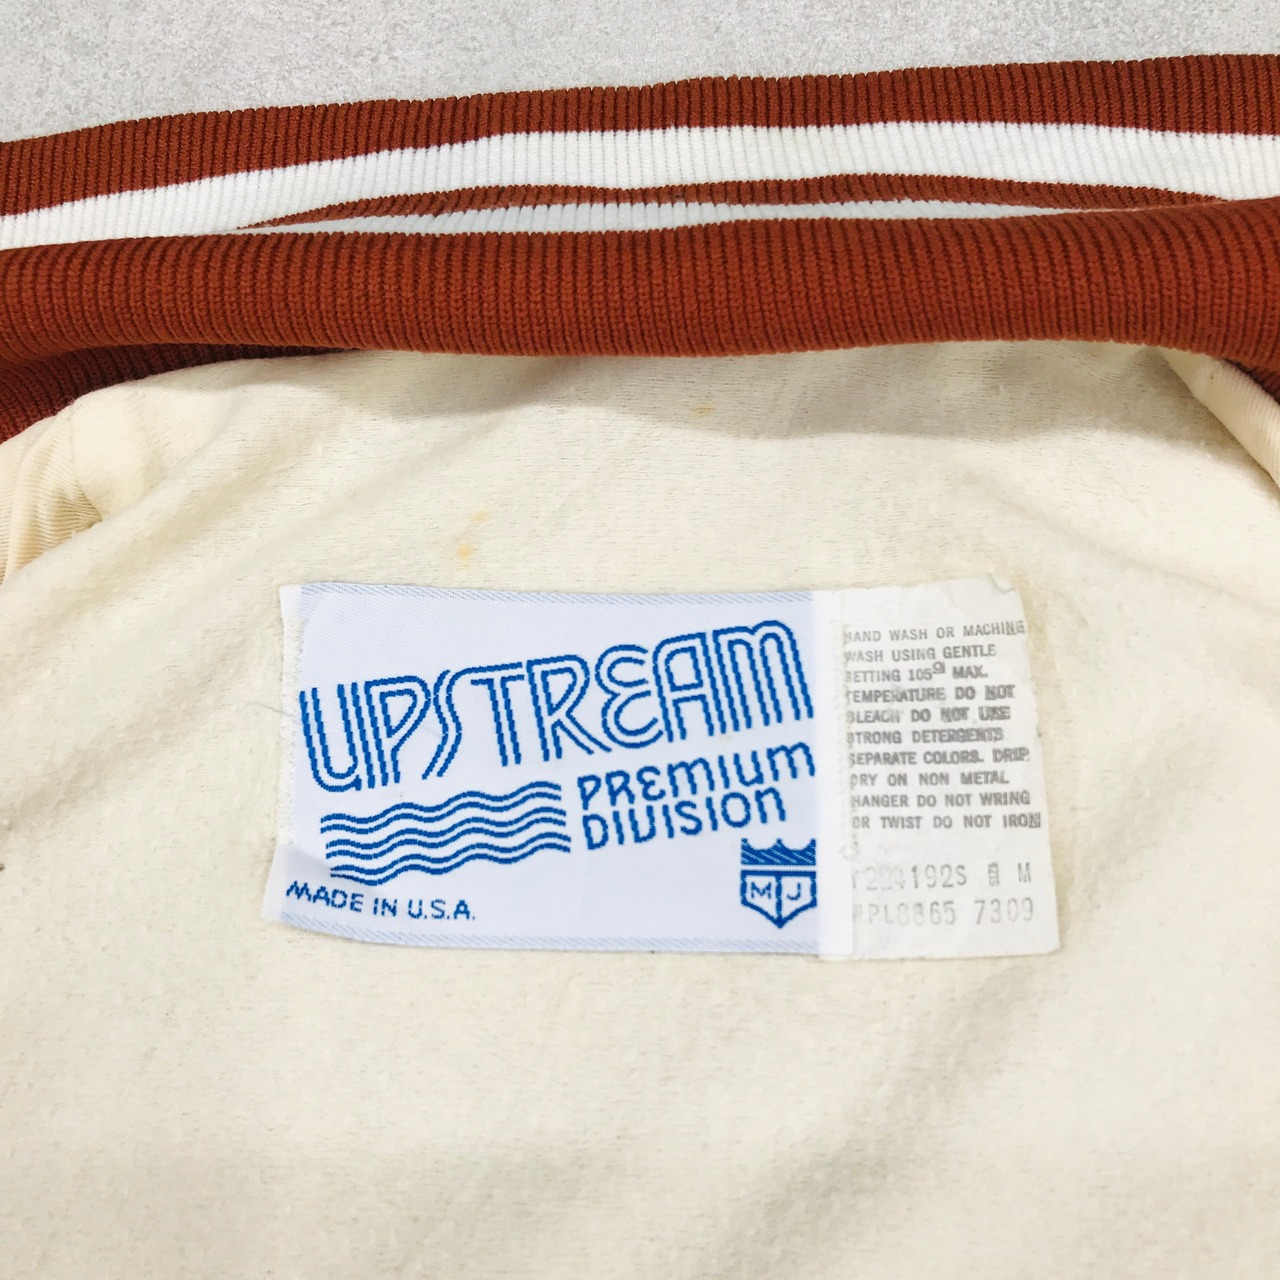 UPSTREAM
PREMIUM
DIVISION
MADE IN U.S.A.
M J
HAND WASH OR MACHINE
WASH USING GENTLE
SETTING 105º MAX.
TEMPERATURE DO NOT
BLEACH DO NOT USE
STRONG DETERGENTS
SEPARATE COLORS. DRIP
DRY ON NON METAL
HANGER DO NOT WRING
OR TWIST DO NOT IRON
M
7309